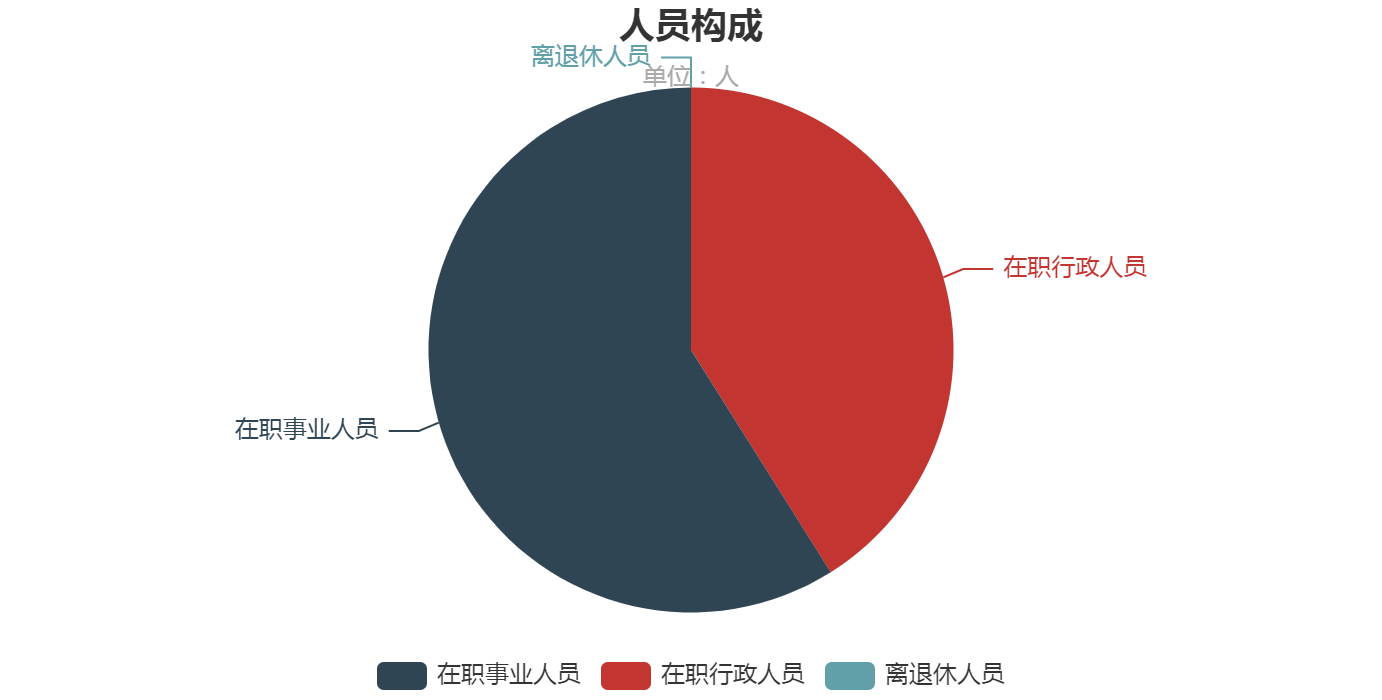 人员构成
离退休人员
单位：人
在职行政人员
在职事业人员
在职事业人员 在职行政人员 离退休人员